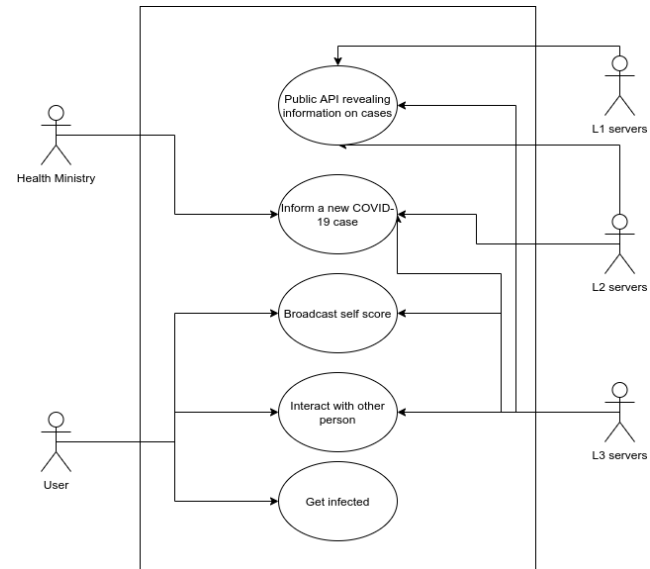 Public API revealing
information on cases
L1 servers
Health Ministry
Inform a new COVID-
19 case
L2 servers
Broadcast self score
Interact with other
person
L3 servers
User
Get infected